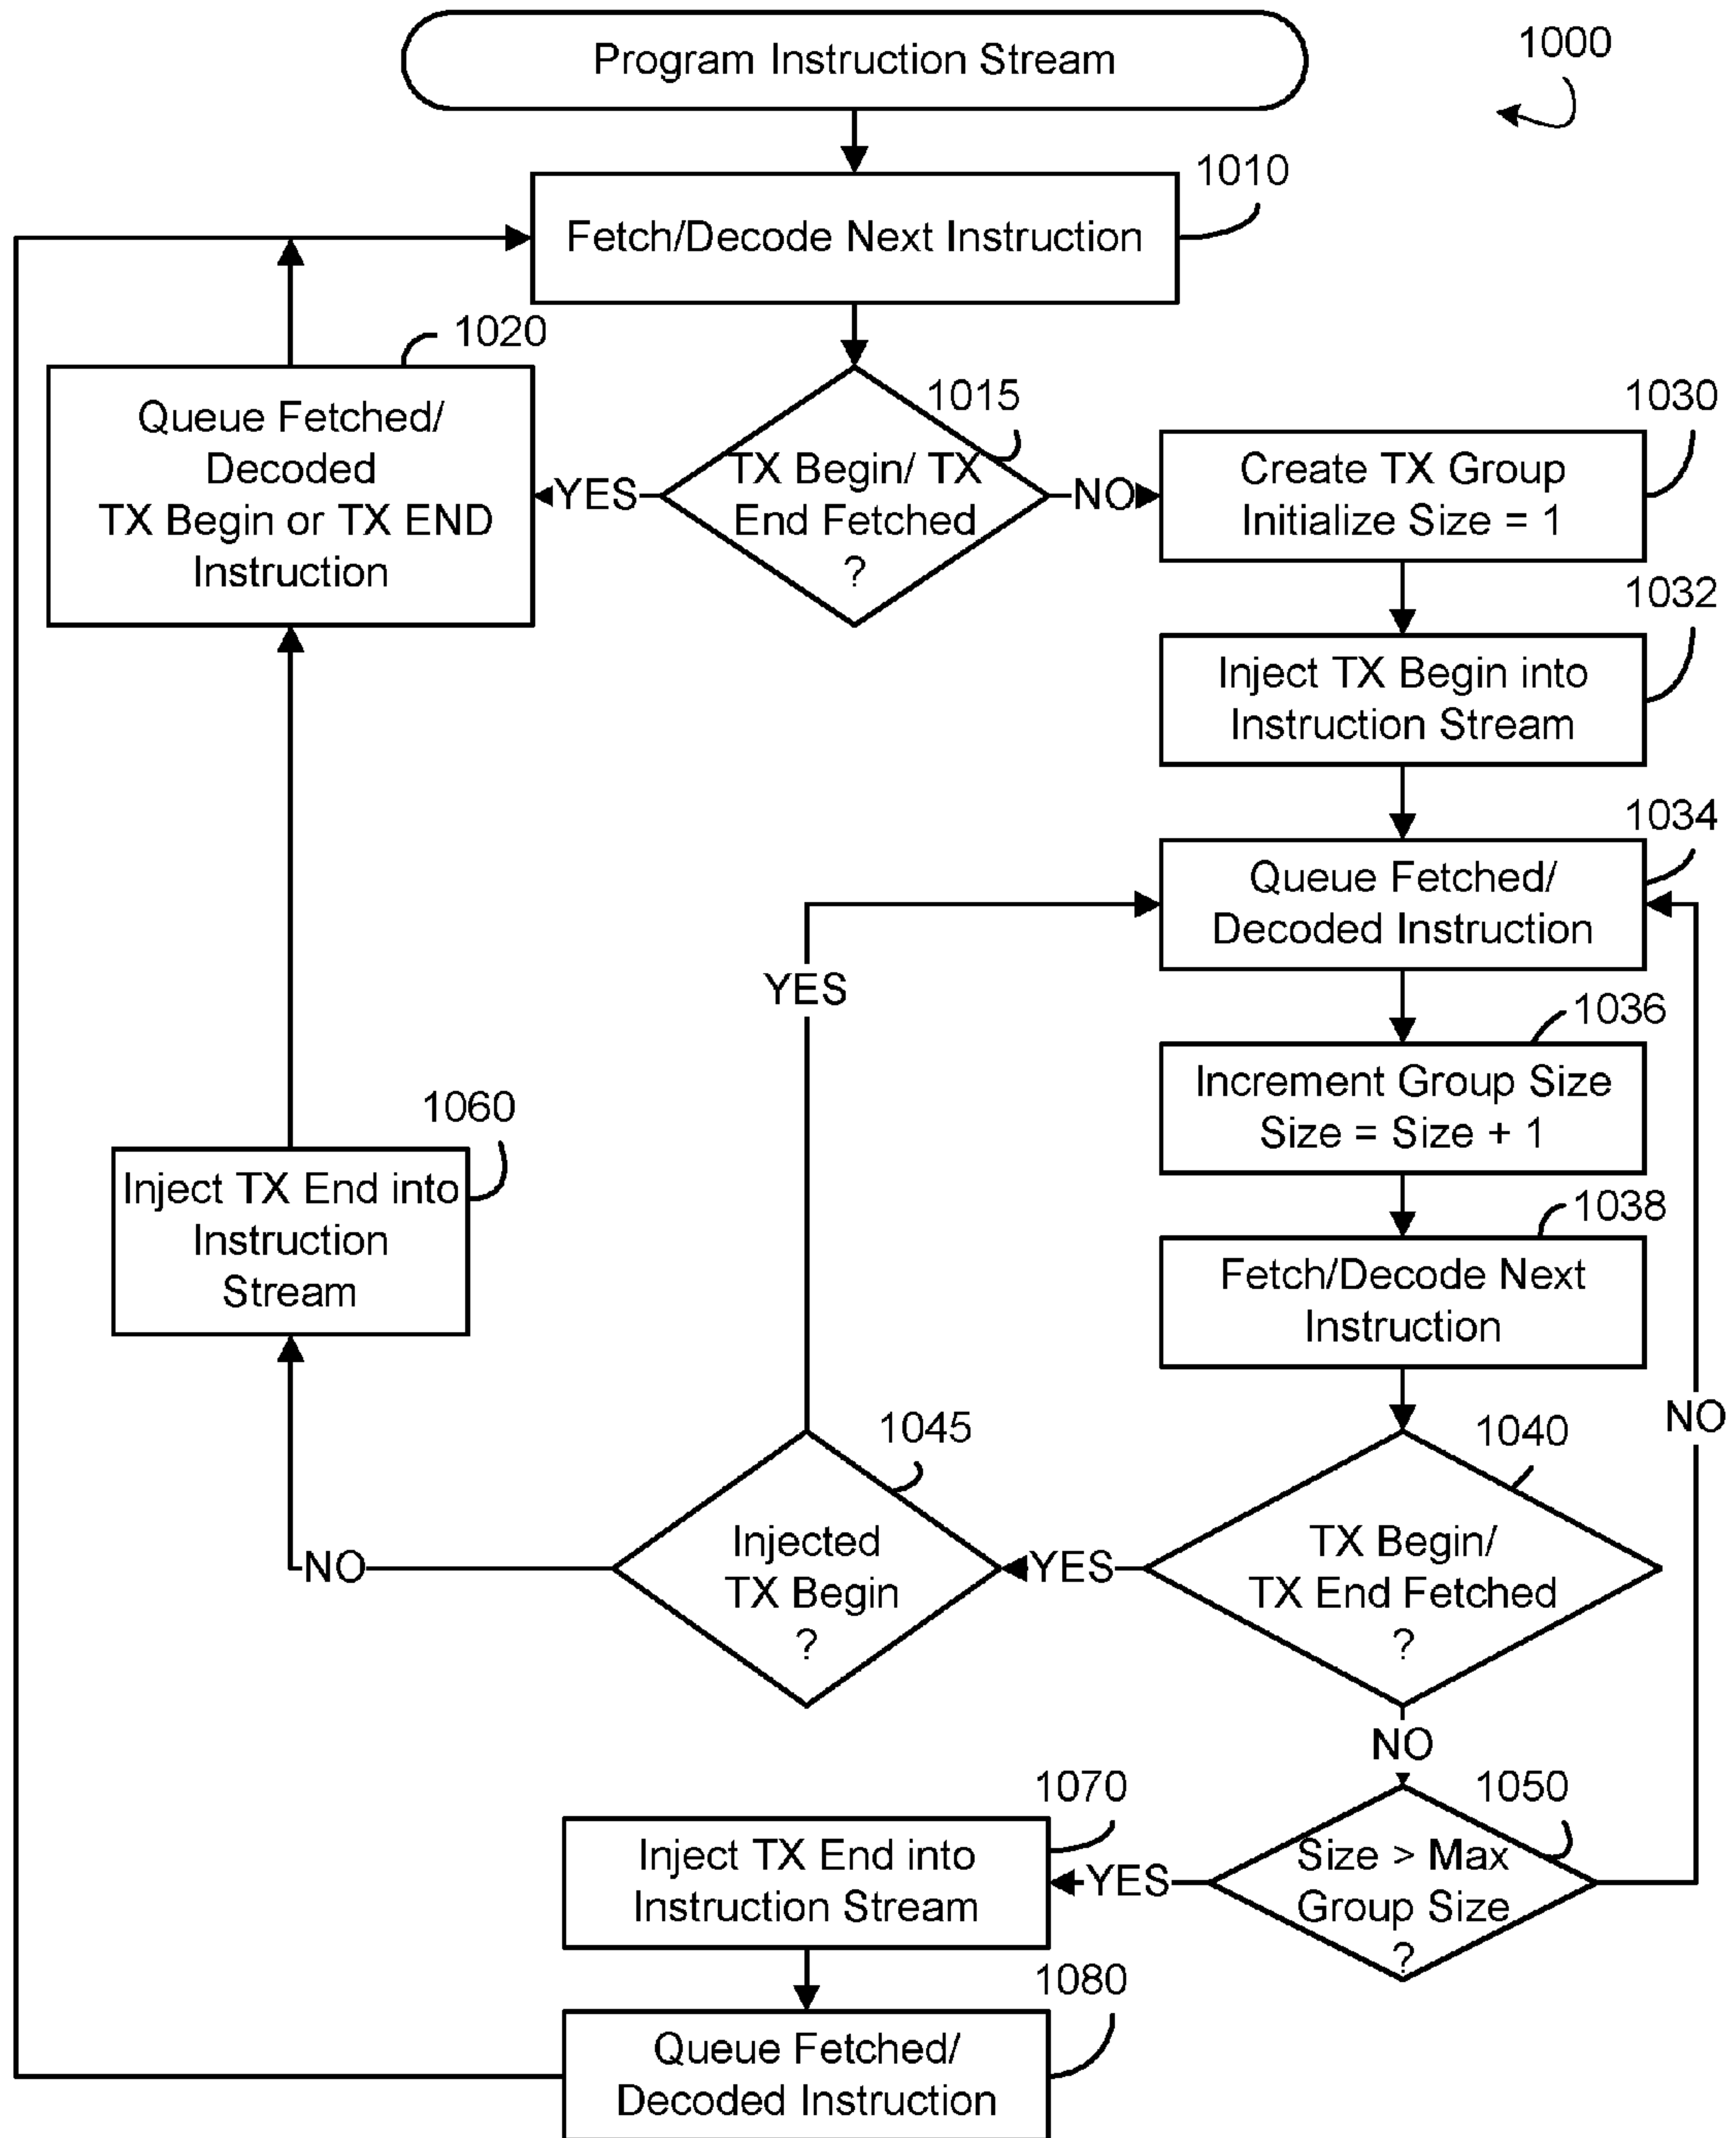 Program Instruction Stream
1000
1010
Fetch/Decode Next Instruction
1020
Queue Fetched/
Decoded
TX Begin or TX END
Instruction
YES
1015
TX Begin/ TX
End Fetched
?
NO
1030
Create TX Group
Initialize Size = 1
1032
Inject TX Begin into
Instruction Stream
1034
Queue Fetched/
Decoded Instruction
YES
1036
Increment Group Size
Size = Size + 1
1038
Fetch/Decode Next
Instruction
1060
Inject TX End into
Instruction
Stream
NO
1045
Injected
TX Begin
?
YES
1040
TX Begin/
TX End Fetched
?
NO
NO
1050
Size > Max
Group Size
?
YES
1070
Inject TX End into
Instruction Stream
1080
Queue Fetched/
Decoded Instruction